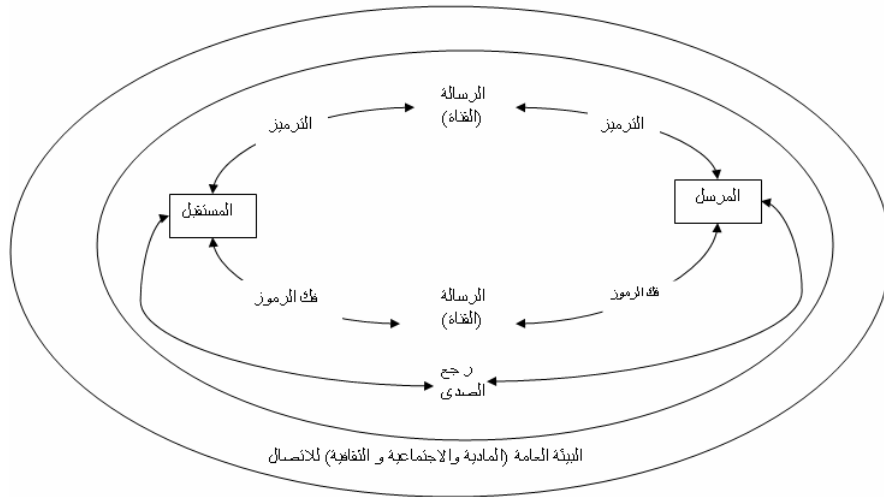 الرسالة
(القناة)
الترميز
الترميز
المرسل
المستقبل
فك الرموز
الرسالة
(القناة)
فك الرموز
رجع
الصدى
البيئة العامة (المادية والاجتماعية و الثقافية) للاتصال